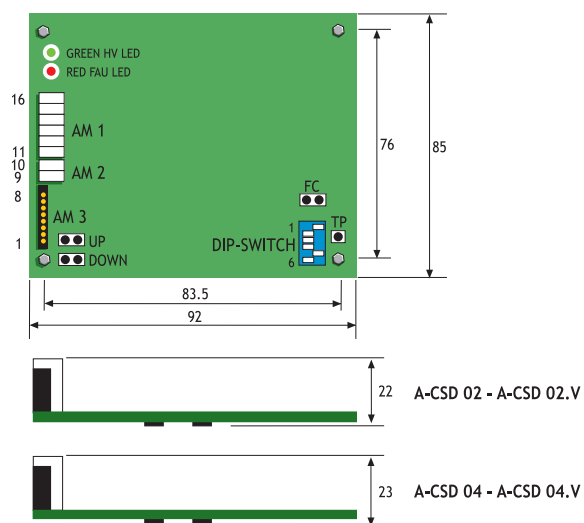 GREEN HV LED
RED FAU LED
16
AM 1
11
10
AM 2
9
8
AM 3
1
UP
DOWN
FC
1
TP
DIP-SWITCH
6
76
85
83.5
92
22
A-CSD 02 - A-CSD 02.V
23
A-CSD 04 - A-CSD 04.V